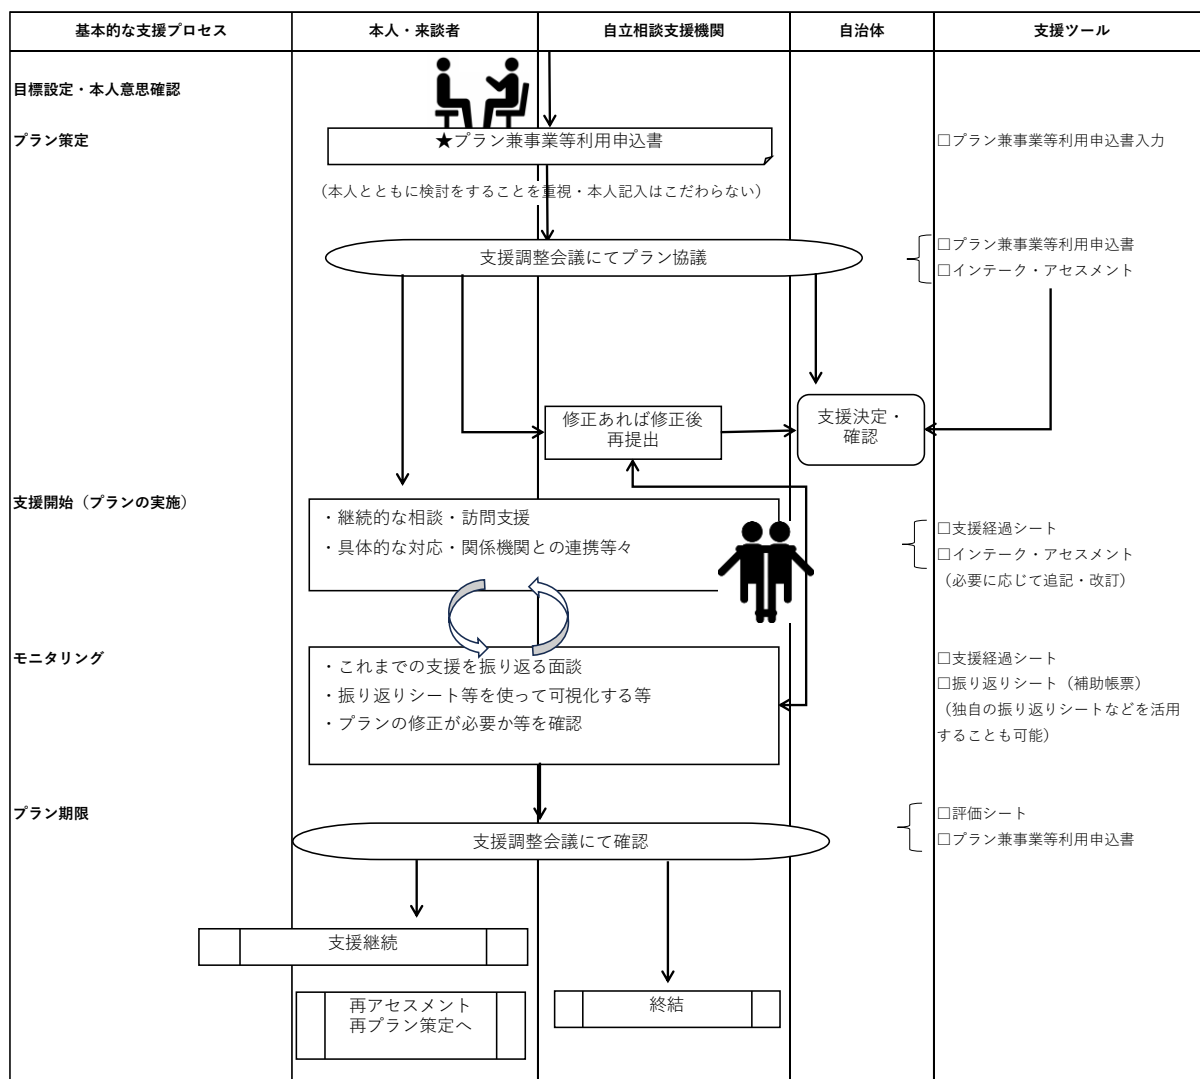 基本的な支援プロセス
本人・来談者
自立相談支援機関
自治体
支援ツール
目標設定・本人意思確認
プラン策定
★プラン兼事業等利用申込書
□プラン兼事業等利用申込書入力
（本人とともに検討をすることを重視・本人記入はこだわらない）
支援調整会議にてプラン協議
□プラン兼事業等利用申込書
□インテーク・アセスメント
修正あれば修正後
再提出
支援決定・
確認
支援開始（プランの実施）
・継続的な相談・訪問支援
・具体的な対応・関係機関との連携等々
□支援経過シート
□インテーク・アセスメント
（必要に応じて追記・改訂）
モニタリング
・これまでの支援を振り返る面談
・振り返りシート等を使って可視化する等
・プランの修正が必要か等を確認
□支援経過シート
□振り返りシート（補助帳票）
（独自の振り返りシートなどを活用
することも可能）
プラン期限
支援調整会議にて確認
□評価シート
□プラン兼事業等利用申込書
支援継続
再アセスメント
再プラン策定へ
終結